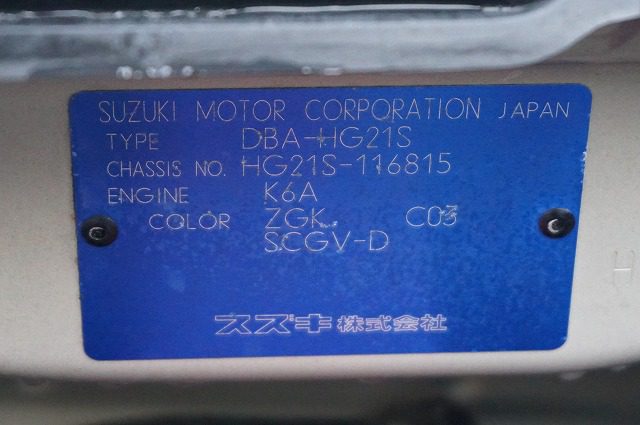 SUZUKI MOTOR CORPORATION JAPAN
TYPE DBA-HG21S
CHASSIS NO. HG21S-116815
ENGINE K6A
COLOR ZGK C03
SCGV-D
スズキ株式会社